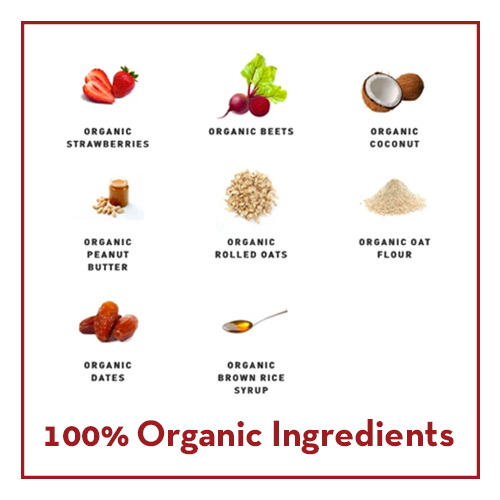 ORGANIC
STRAWBERRIES
ORGANIC BEETS
ORGANIC
COCONUT
ORGANIC
PEANUT
BUTTER
ORGANIC
ROLLED OATS
ORGANIC OAT
FLOUR
ORGANIC
DATES
ORGANIC
BROWN RICE
SYRUP
100% Organic Ingredients